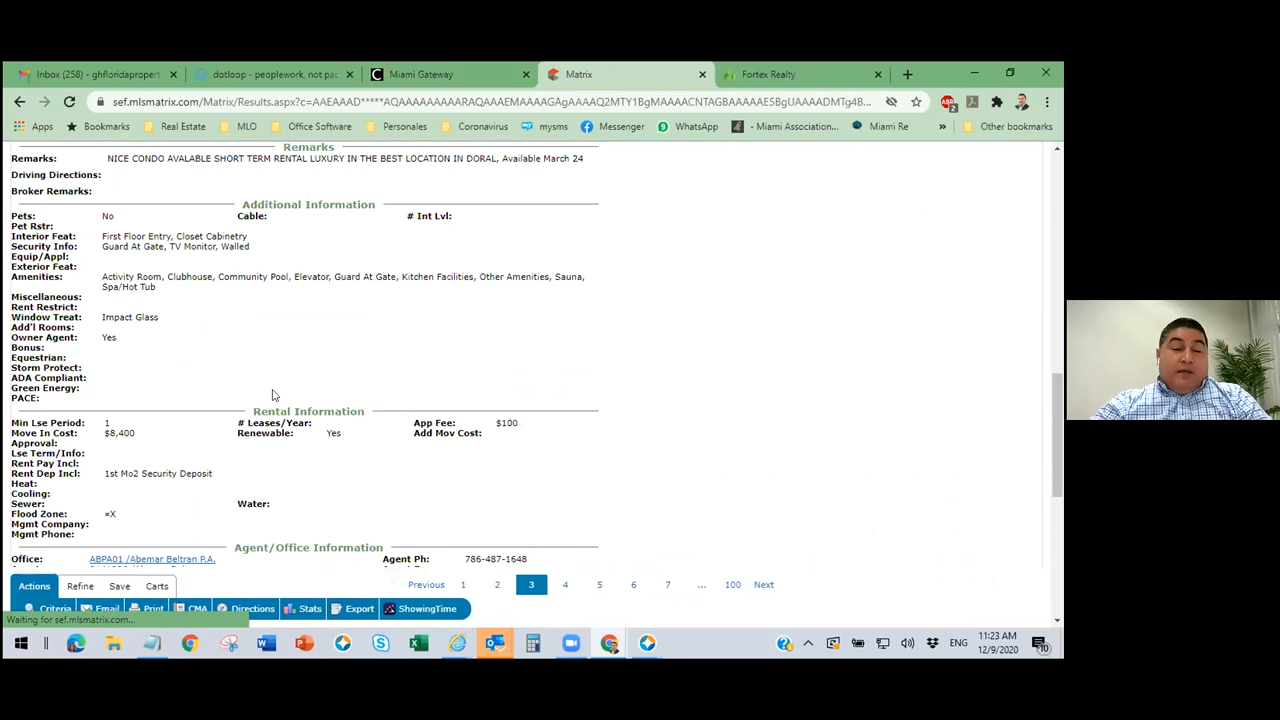 Inbox (258) - ghfloridapropert
dotloop - peoplework, not pa
Miami Gateway
Matrix
Fortex Realty
sef.mlsmatrix.com/Matrix/Results.aspx?c=AAEAAAD*****AQAAAAAAAAARAQAAAEMAAAAGAgAAAAQ2MTY1BgMAAAACNTAGBAAAAAE5BgUAAAADMTg4B...
Apps Bookmarks Real Estate MLO Office Software Personales Coronavirus mysms Messenger WhatsApp - Miami Association... Miami Re » Other bookmarks
Remarks
Remarks: NICE CONDO AVALABLE SHORT TERM RENTAL LUXURY IN THE BEST LOCATION IN DORAL, Available March 24
Driving Directions:
Broker Remarks:
Additional Information
Pets: No Cable: # Int Lvl:
Pet Rstr:
Interior Feat: First Floor Entry, Closet Cabinetry
Security Info: Guard At Gate, TV Monitor, Walled
Equip/Appl:
Exterior Feat:
Amenities: Activity Room, Clubhouse, Community Pool, Elevator, Guard At Gate, Kitchen Facilities, Other Amenities, Sauna,
Spa/Hot Tub
Miscellaneous:
Rent Restrict:
Window Treat: Impact Glass
Add'l Rooms:
Owner Agent: Yes
Bonus:
Equestrian:
Storm Protect:
ADA Compliant:
Green Energy:
PACE:
Rental Information
Min Lse Period: 1 # Leases/Year: App Fee: $100
Move In Cost: $8,400 Renewable: Yes Add Mov Cost:
Approval:
Lse Term/Info:
Rent Pay Incl:
Rent Dep Incl: 1st Mo2 Security Deposit
Heat:
Cooling:
Sewer: Water:
Flood Zone: ×X
Mgmt Company:
Mgmt Phone:
Agent/Office Information
Office: ABPA01 /Abemar Beltran P.A. Agent Ph: 786-487-1648
Actions Refine Save Carts Previous 1 2 3 4 5 6 7 ... 100 Next
Criteria Email Print CMA Directions Stats Export ShowingTime
Waiting for sef.mlsmatrix.com...
ENG
11:23 AM
12/9/2020